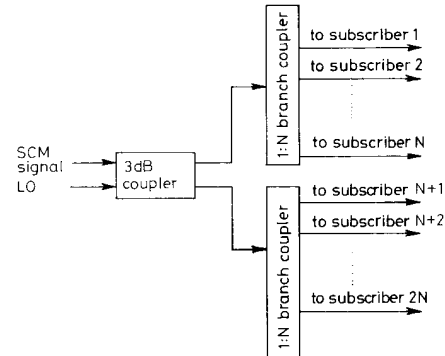 to subscriber 1
to subscriber 2
1:N branch coupler
to subscriber N
SCM
signal
LO
3dB
coupler
to subscriber N+1
to subscriber N+2
1:N branch coupler
to subscriber 2N